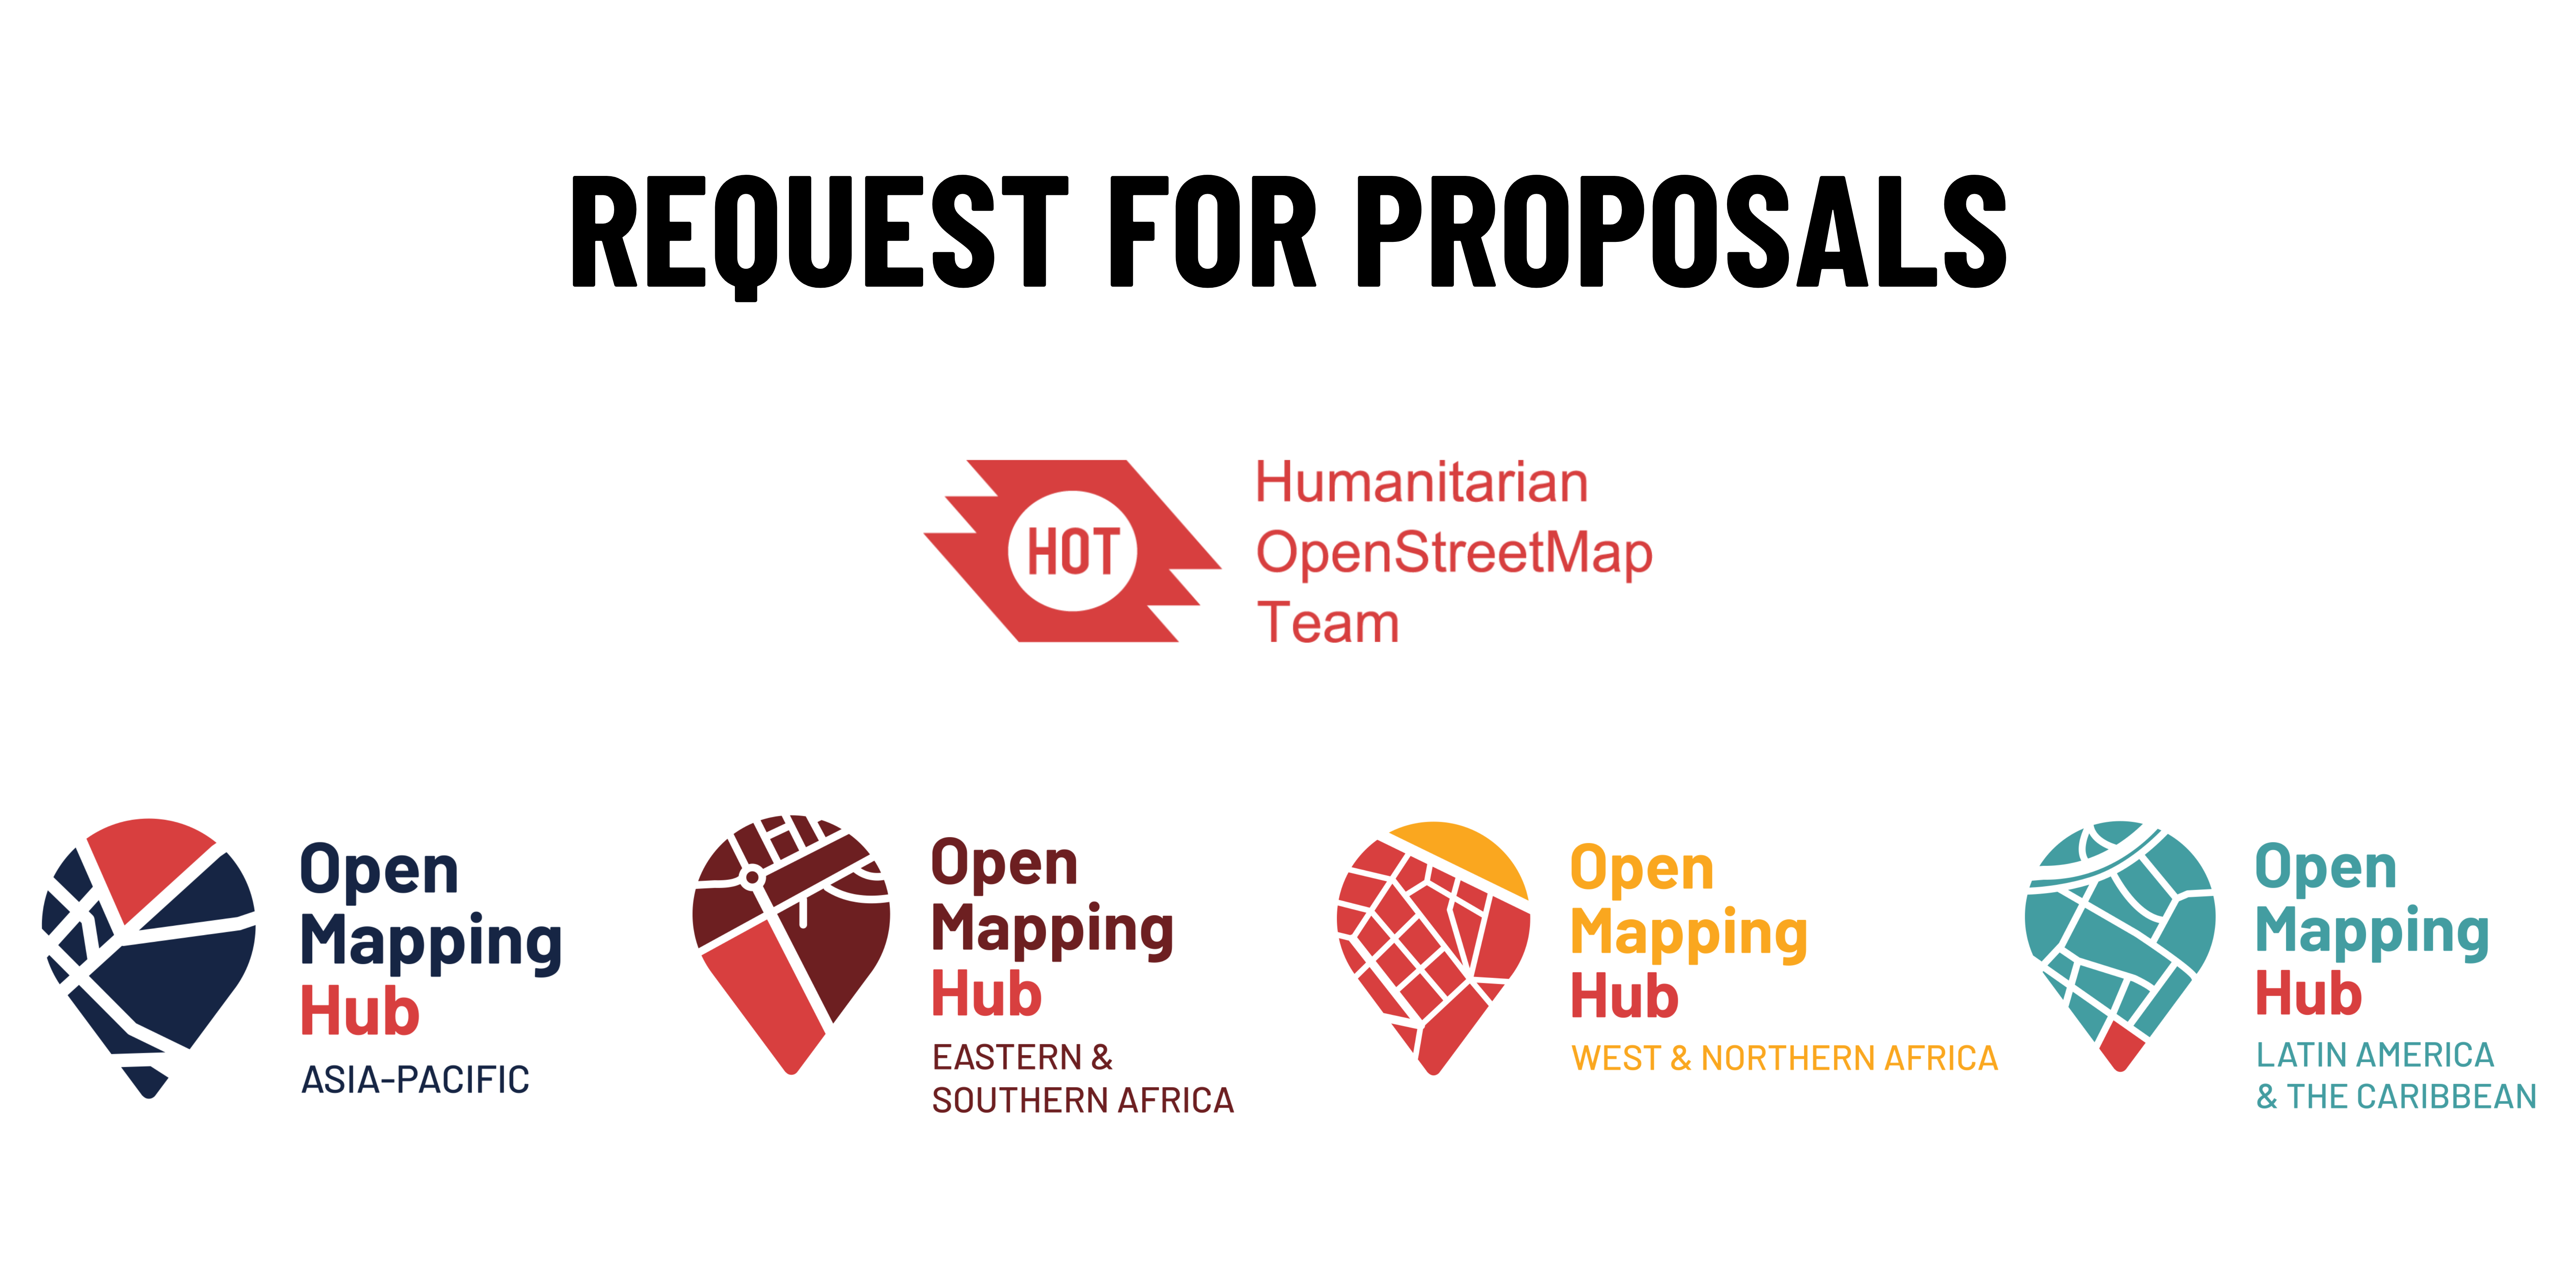 REQUEST FOR PROPOSALS
HOT
Humanitarian
OpenStreetMap
Team
Open
Mapping
Hub
ASIA-PACIFIC
Open
Mapping
Hub
EASTERN &
SOUTHERN AFRICA
Open
Mapping
Hub
WEST & NORTHERN AFRICA
Open
Mapping
Hub
LATIN AMERICA
& THE CARIBBEAN